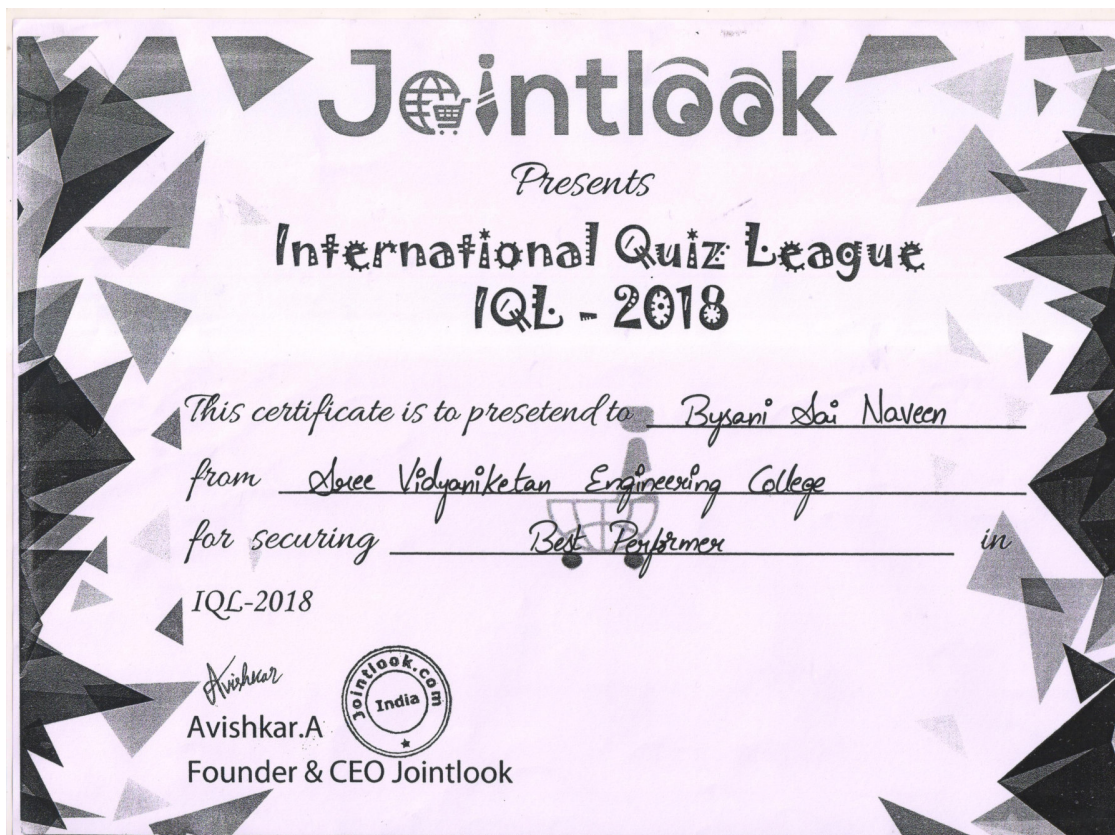 Jointlook
Presents
International Quiz League
IQL - 2018
This certificate is to presetend to Bysani Sai Naveen
from Sree Vidyaniketan Engineering College
for securing Best Performer in
IQL-2018
Avishkar
Jointlook.com
India
Avishkar.A
Founder & CEO Jointlook